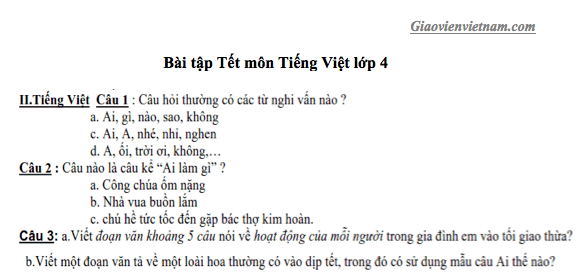 Giaovienvietnam.com
Bài tập Tết môn Tiếng Việt lớp 4
II.Tiếng Việt Câu 1 : Câu hỏi thường có các từ nghi vấn nào ?
a. Ai, gì, nào, sao, không
c. Ai, A, nhé, nhỉ, nghen
d. A, ối, trời ơi, không,…
Câu 2 : Câu nào là câu kể “Ai làm gì” ?
a. Công chúa ốm nặng
b. Nhà vua buồn lắm
c. chú hề tức tốc đến gặp bác thợ kim hoàn.
Câu 3: a.Viết đoạn văn khoảng 5 câu nói về hoạt động của mỗi người trong gia đình em vào tối giao thừa?
b.Viết một đoạn văn tả về một loài hoa thường có vào dịp tết, trong đó có sử dụng mẫu câu Ai thế nào?